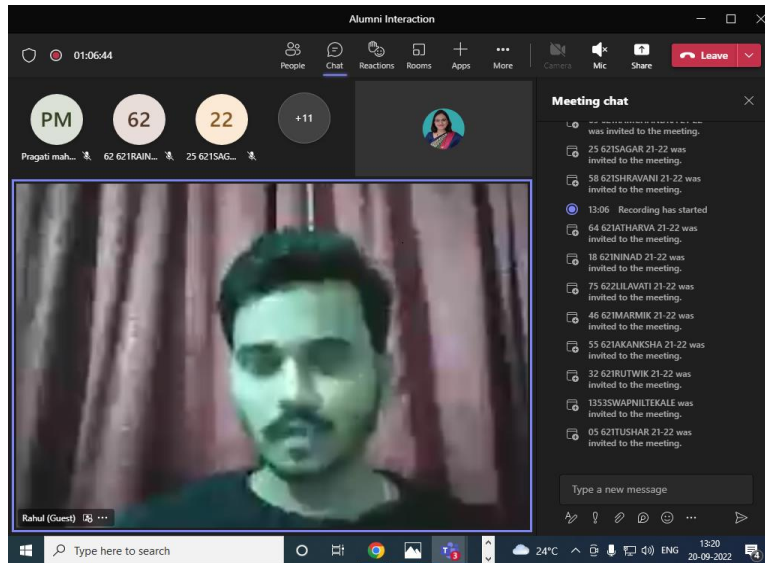 Alumni Interaction
01:06:44
People
Chat
Reactions
Rooms
Apps
More
Camera
Mic
Share
Leave
PM
62
22
+11
Pragati mah...
62 621RAIN...
25 621SAG...
Rahul (Guest)
Meeting chat
was invited to the meeting.
25 621SAGAR 21-22 was
invited to the meeting.
58 621SHRAVANI 21-22 was
invited to the meeting.
13:06 Recording has started
64 621ATHARVA 21-22 was
invited to the meeting.
18 621NINAD 21-22 was
invited to the meeting.
75 622LILAVATI 21-22 was
invited to the meeting.
46 621MARMIK 21-22 was
invited to the meeting.
55 621AKANKSHA 21-22 was
invited to the meeting.
32 621RUTWIK 21-22 was
invited to the meeting.
1353SWAPNILTEKALE was
invited to the meeting.
05 621TUSHAR 21-22 was
invited to the meeting.
Type a new message
Type here to search
24°C
ENG
13:20
20-09-2022
4